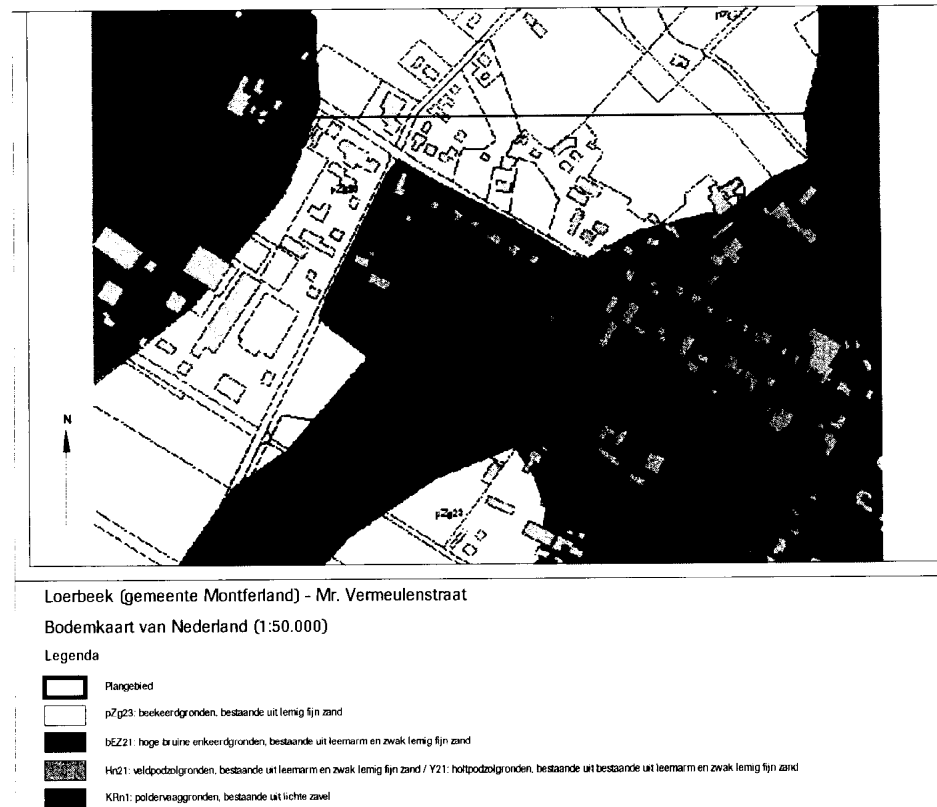 N
pZg23
Loerbeek (gemeente Montferland) - Mr. Vermeulenstraat
Bodemkaart van Nederland (1:50.000)
Legenda
Plangebied
pZg23: beekeerdgronden, bestaande uit lemig fijn zand
bEZ21: hoge bruine enkeerdgronden, bestaande uit leemarm en zwak lemig fijn zand
Hn21: veldpodzolgronden, bestaande uit leemarm en zwak lemig fijn zand / Y21: holtpodzolgronden, bestaande uit bestaande uit leemarm en zwak lemig fijn zand
KRn1: poldervaaggronden, bestaande uit lichte zavel